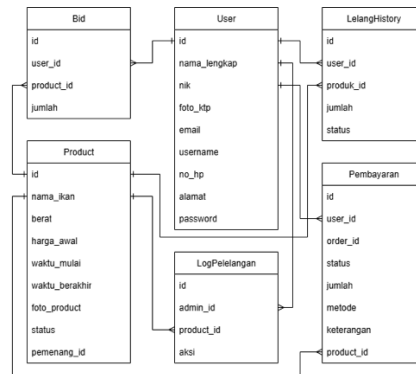 Bid
id
user_id
product_id
jumlah
User
id
nama_lengkap
nik
foto_ktp
email
username
no_hp
alamat
password
LelangHistory
id
user_id
produk_id
jumlah
status
Product
id
nama_ikan
berat
harga_awal
waktu_mulai
waktu_berakhir
foto_product
status
pemenang_id
LogPelelangan
id
admin_id
product_id
aksi
Pembayaran
id
user_id
order_id
status
jumlah
metode
keterangan
product_id